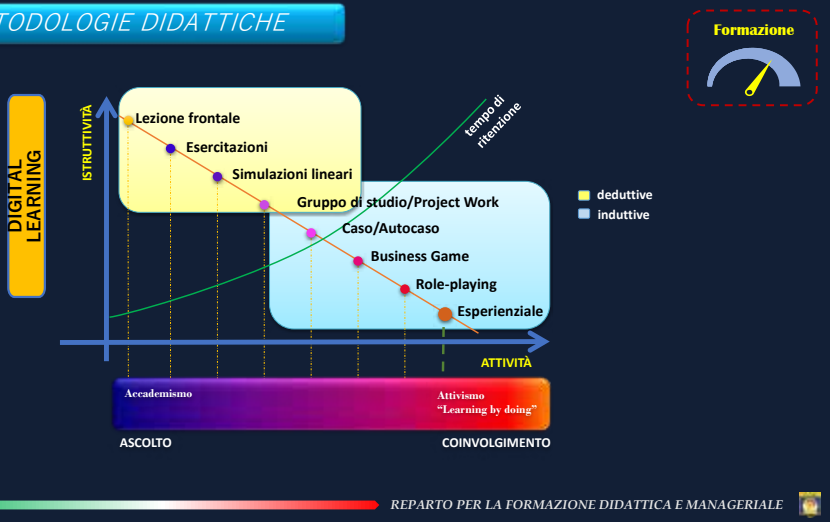 TODOLOGIE DIDATTICHE
Formazione
DIGITAL
LEARNING
ISTRUTTIVITÀ
Lezione frontale
Esercitazioni
Simulazioni lineari
Gruppo di studio/Project Work
Caso/Autocaso
Business Game
Role-playing
Esperienziale
tempo di
ritenzione
deduttive
induttive
ATTIVITÀ
Accademismo
Attivismo
“Learning by doing”
ASCOLTO
COINVOLGIMENTO
REPARTO PER LA FORMAZIONE DIDATTICA E MANAGERIALE